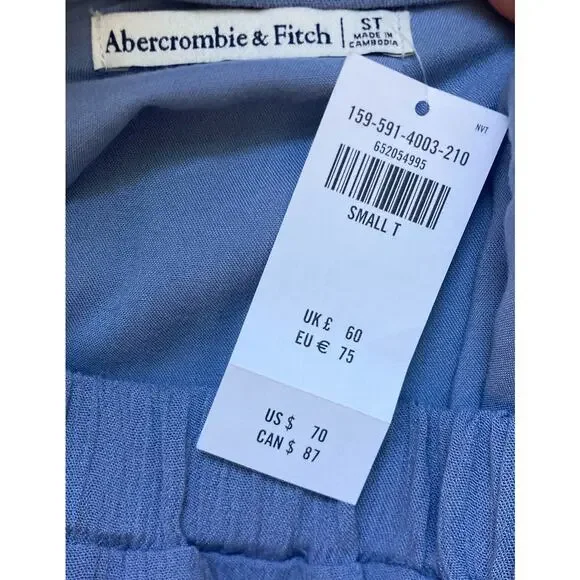 Abercrombie & Fitch
ST
MADE IN
CAMBODIA
NVT
159-591-4003-210
652054995
SMALL T
UK £ 60
EU € 75
US $ 70
CAN $ 87